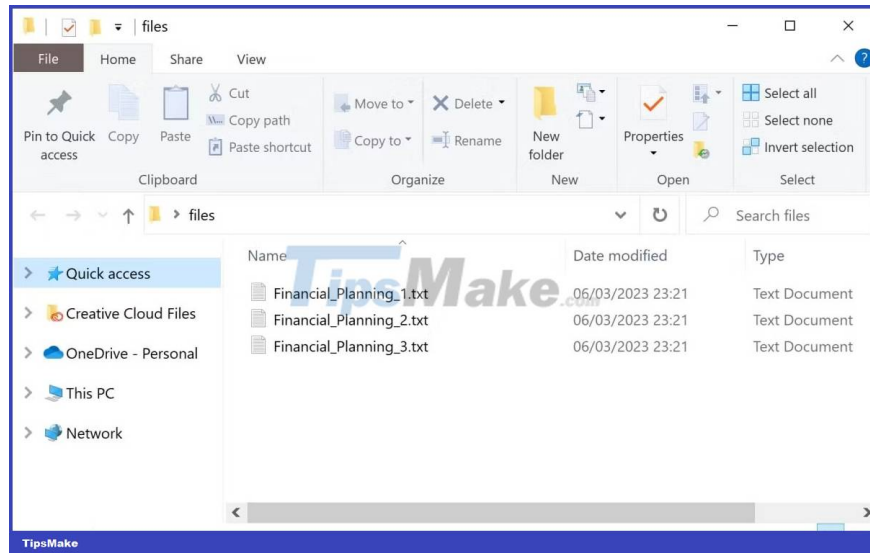 files
File Home Share View
Pin to Quick access
Copy
Paste
Cut
Copy path
Paste shortcut
Clipboard
Move to
Copy to
Delete
Rename
Organize
New folder
New
Properties
Open
Select all
Select none
Invert selection
Select
files
Search files
Quick access
Creative Cloud Files
OneDrive - Personal
This PC
Network
Name Date modified Type
Financial_Planning_1.txt 06/03/2023 23:21 Text Document
Financial_Planning_2.txt 06/03/2023 23:21 Text Document
Financial_Planning_3.txt 06/03/2023 23:21 Text Document
TipsMake.com
TipsMake